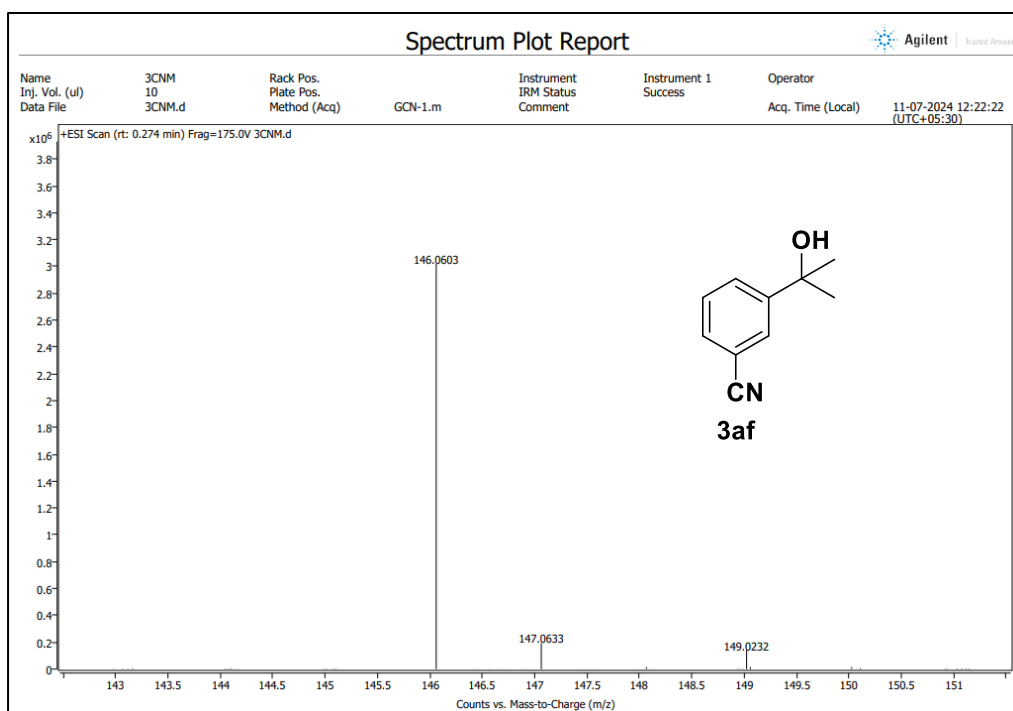 Spectrum Plot Report
Agilent Trusted Answers
Name 3CNM Rack Pos. Instrument Instrument 1 Operator
Inj. Vol. (ul) 10 Plate Pos. IRM Status Success
Data File 3CNM.d Method (Acq) GCN-1.m Comment Acq. Time (Local) 11-07-2024 12:22:22
(UTC+05:30)
x10⁶ +ESI Scan (rt: 0.274 min) Frag=175.0V 3CNM.d
3.8
3.6
3.4
3.2
3
2.8
2.6
2.4
2.2
2
1.8
1.6
1.4
1.2
1
0.8
0.6
0.4
0.2
0
146.0603
147.0633
149.0232
OH
CN
3af
143 143.5 144 144.5 145 145.5 146 146.5 147 147.5 148 148.5 149 149.5 150 150.5 151
Counts vs. Mass-to-Charge (m/z)